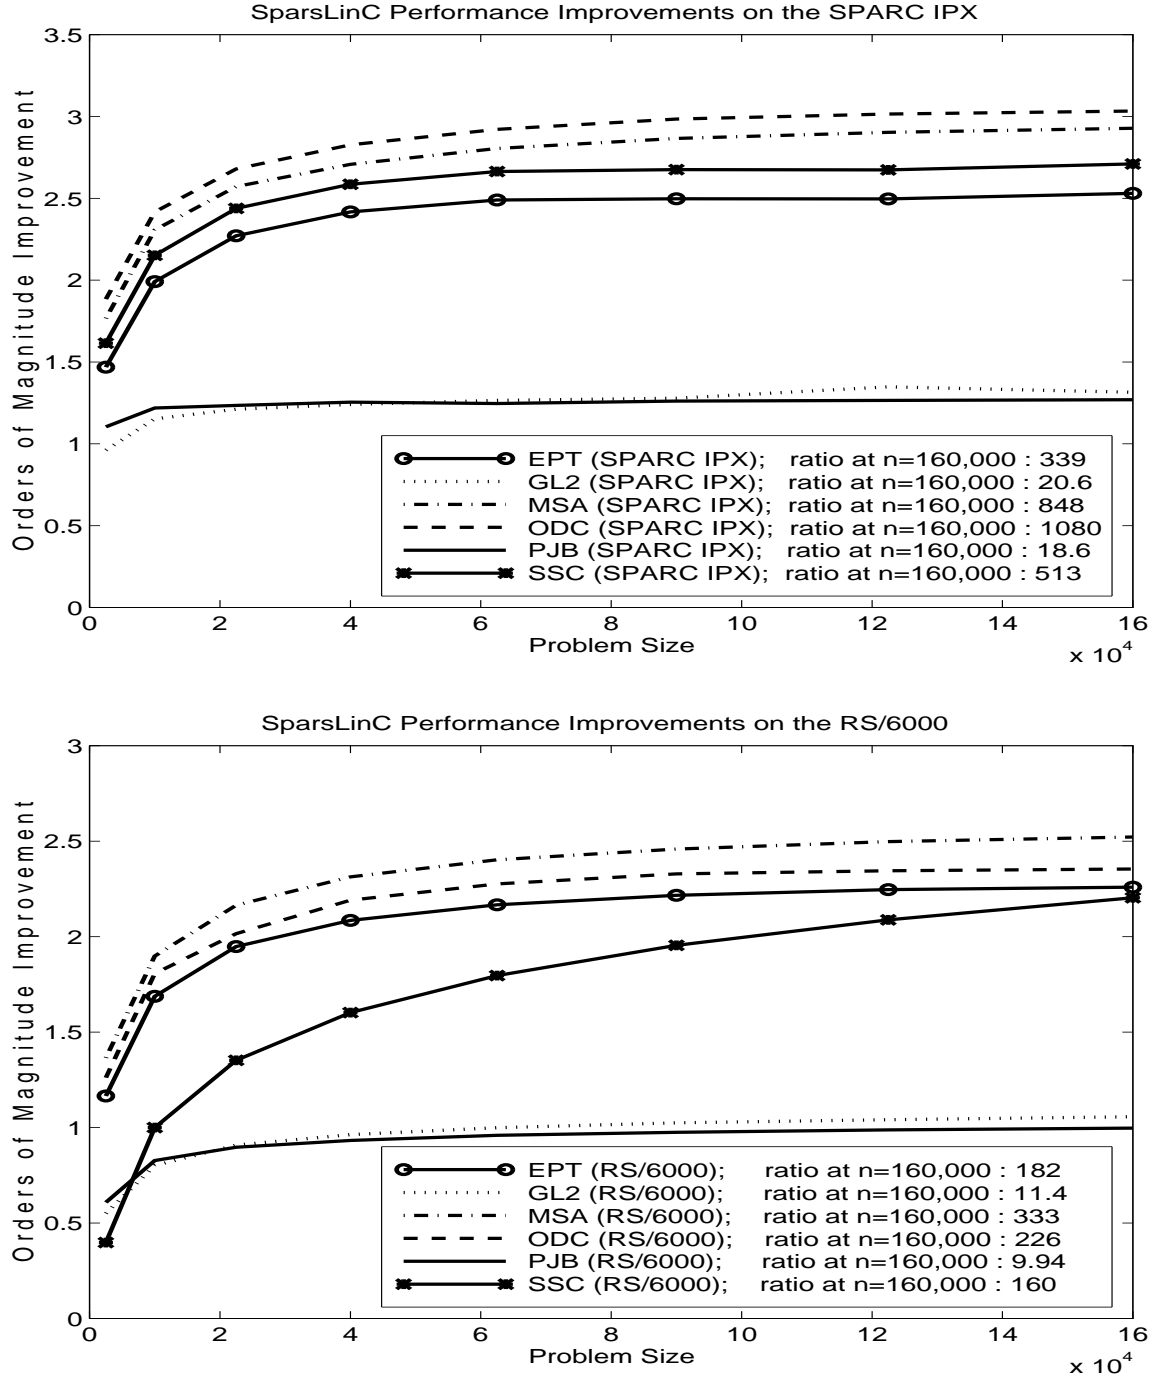 SparsLinC Performance Improvements on the SPARC IPX
Orders of Magnitude Improvement
3.5
3
2.5
2
1.5
1
0.5
0
EPT (SPARC IPX); ratio at n=160,000 : 339
GL2 (SPARC IPX); ratio at n=160,000 : 20.6
MSA (SPARC IPX); ratio at n=160,000 : 848
ODC (SPARC IPX); ratio at n=160,000 : 1080
PJB (SPARC IPX); ratio at n=160,000 : 18.6
SSC (SPARC IPX); ratio at n=160,000 : 513
0 2 4 6 8 10 12 14 16
Problem Size
x 10^4
SparsLinC Performance Improvements on the RS/6000
Orders of Magnitude Improvement
3
2.5
2
1.5
1
0.5
0
EPT (RS/6000); ratio at n=160,000 : 182
GL2 (RS/6000); ratio at n=160,000 : 11.4
MSA (RS/6000); ratio at n=160,000 : 333
ODC (RS/6000); ratio at n=160,000 : 226
PJB (RS/6000); ratio at n=160,000 : 9.94
SSC (RS/6000); ratio at n=160,000 : 160
0 2 4 6 8 10 12 14 16
Problem Size
x 10^4